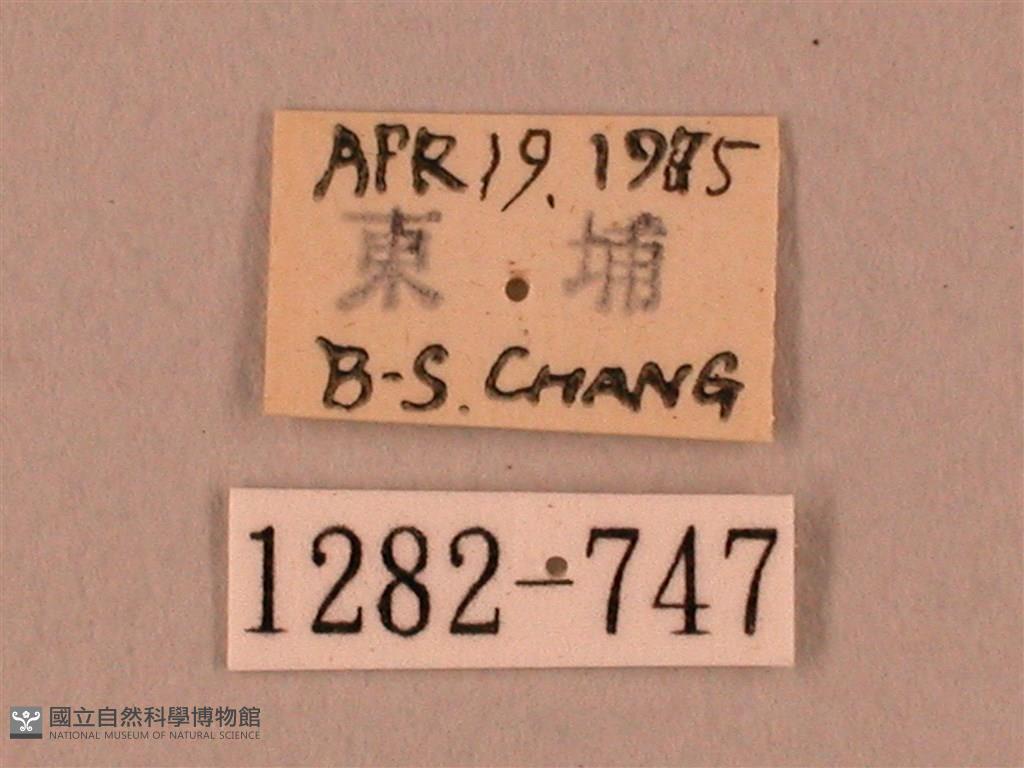 APR 19. 1985
東 埔
B-S. CHANG
1282-747
國立自然科學博物館
NATIONAL MUSEUM OF NATURAL SCIENCE